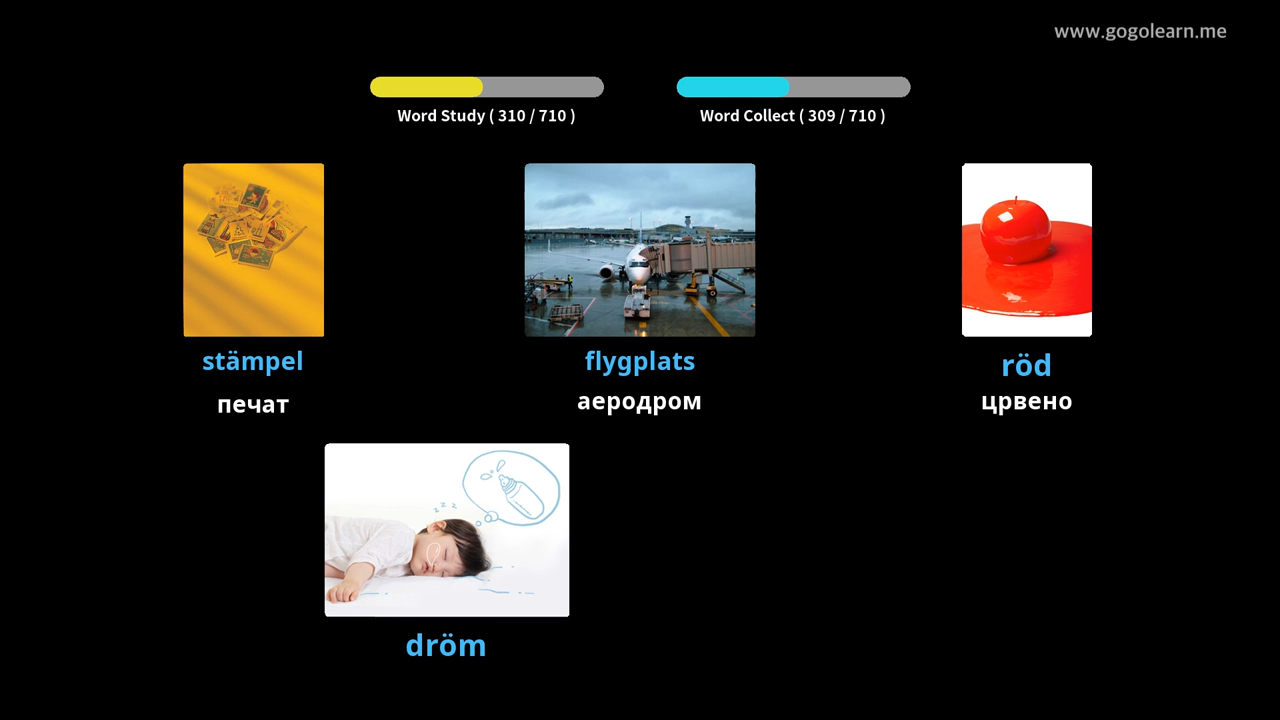 www.gogolearn.me
Word Study ( 310 / 710 )
Word Collect ( 309 / 710 )
stämpel
flygplats
röd
печат
аеродром
црвено
dröm